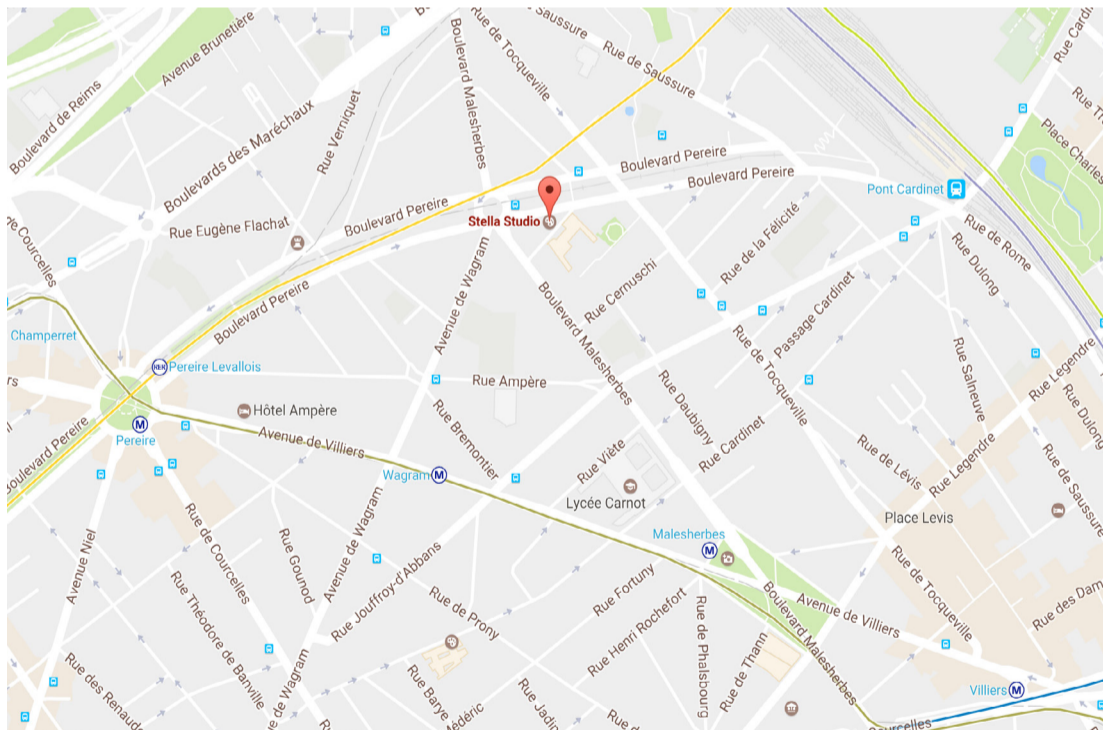 Avenue Brunetière
Boulevard de Reims
Boulevards des Maréchaux
Rue Verniquet
Boulevard Malesherbes
Rue de Tocqueville
Saussure
Rue de Saussure
Rue Cardinet
Rue Th
Place Charles
Boulevard Pereire
Boulevard Pereire
Pont Cardinet
Stella Studio
Rue Eugène Flachat
Boulevard Pereire
de Courcelles
Rue de la Félicité
Rue de Rome
Rue Dulong
Avenue de Wagram
Rue Cernuschi
Boulevard Pereire
Boulevard Malesherbes
Passage Cardinet
Champerret
Pereire Levallois
Rue de Tocqueville
Rue Salneuve
Rue Legendre
Rue Ampère
ers
Hôtel Ampère
Rue Daubigny
Rue Dulong
Pereire
Avenue de Villiers
Rue Bremontier
Rue Cardinet
Boulevard Pereire
Wagram
Rue Viète
Rue de Lévis
Rue Legendre
Rue de Saussure
Lycée Carnot
Place Levis
Malesherbes
Avenue Niel
Rue de Courcelles
Rue Gounod
Avenue de Wagram
Rue Jouffroy-d'Abbans
Rue de Prony
Rue Fortuny
Rue Henri Rochefort
Rue de Phalsbourg
Rue de Thann
Boulevard Malesherbes
Avenue de Villiers
Rue de Tocqueville
Rue des Dam
Rue Théodore de Banville
Rue des Renaud
e de Wagram
Rue Barye
Médéric
Rue Jadin
Rue d
Villiers
Courcelles